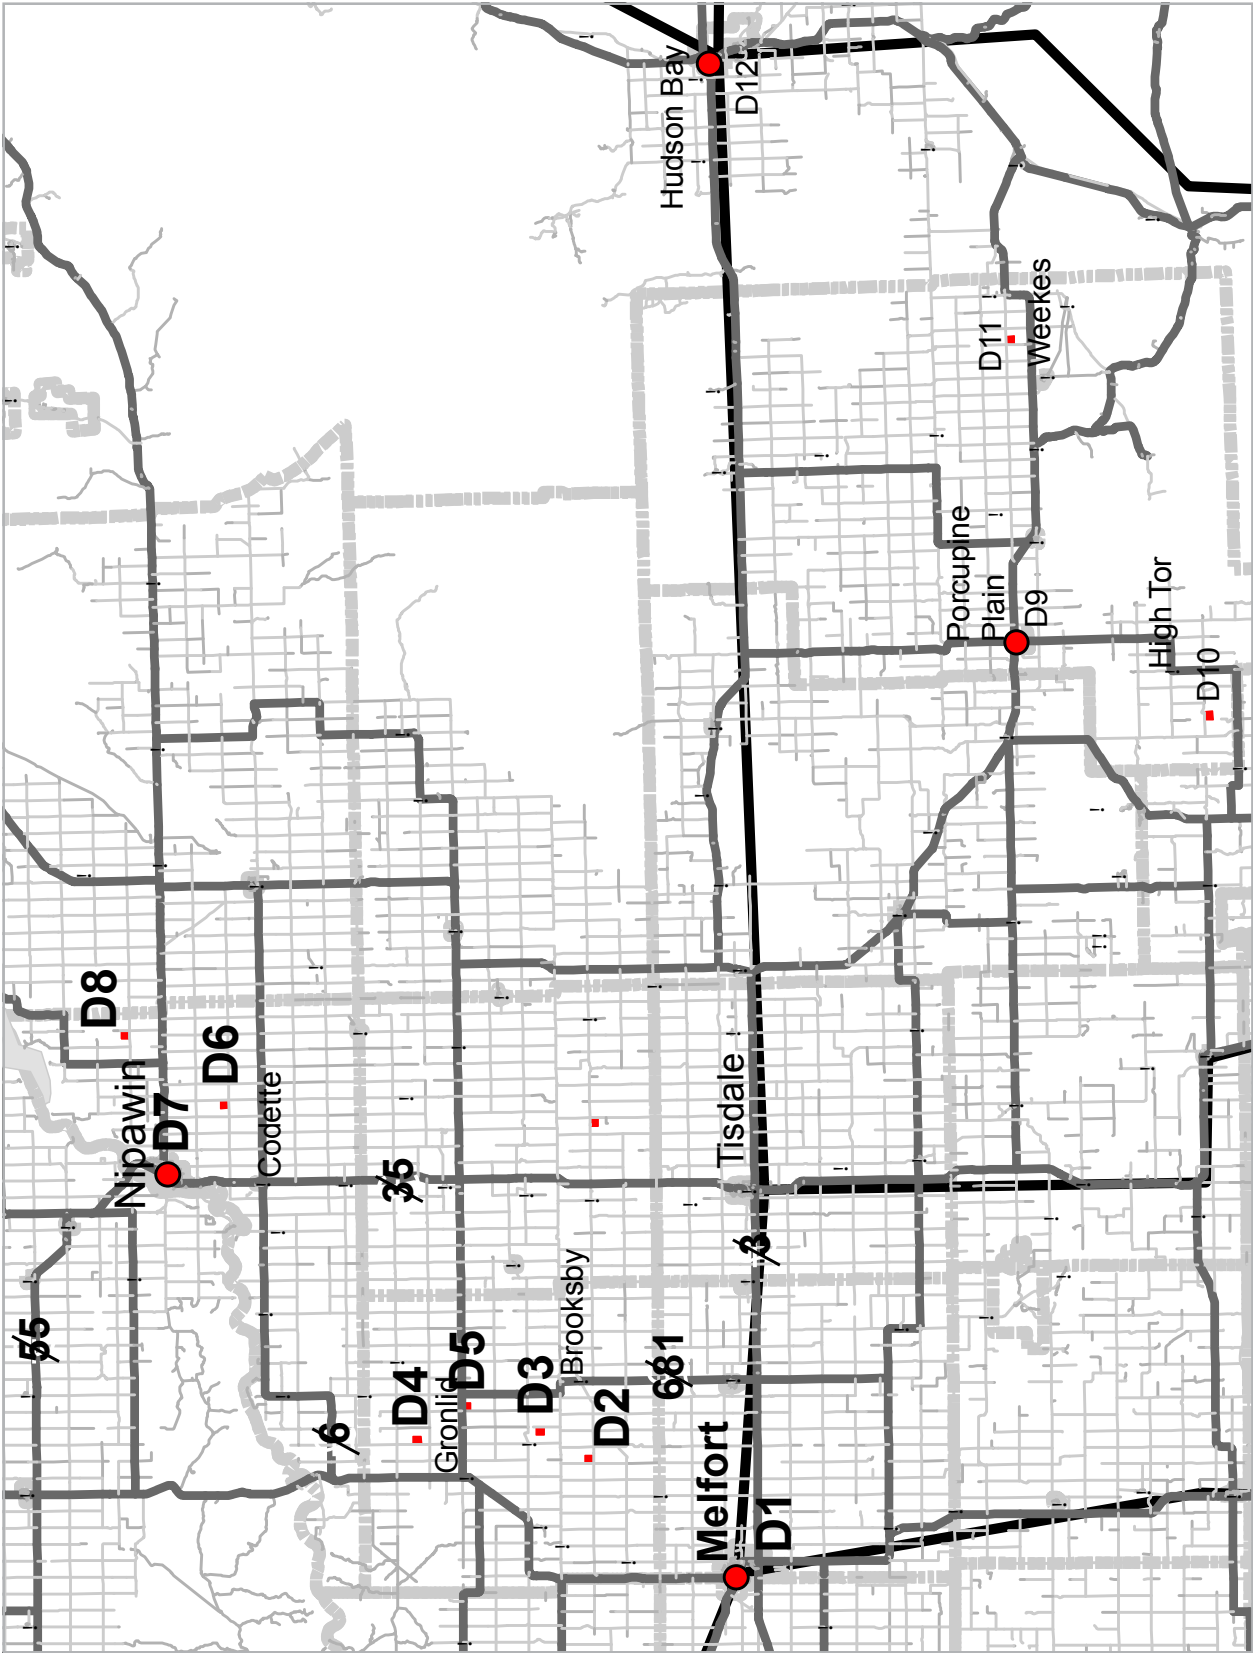 Hudson Bay
D12
Weekes
D11
Porcupine
Plain
D9
High Tor
D10
D8
Nipawin
D7
D6
Codette
35
Tisdale
3
55
Brooksby
681
D5
D4
Gronlid
D3
D2
6
Melfort
D1